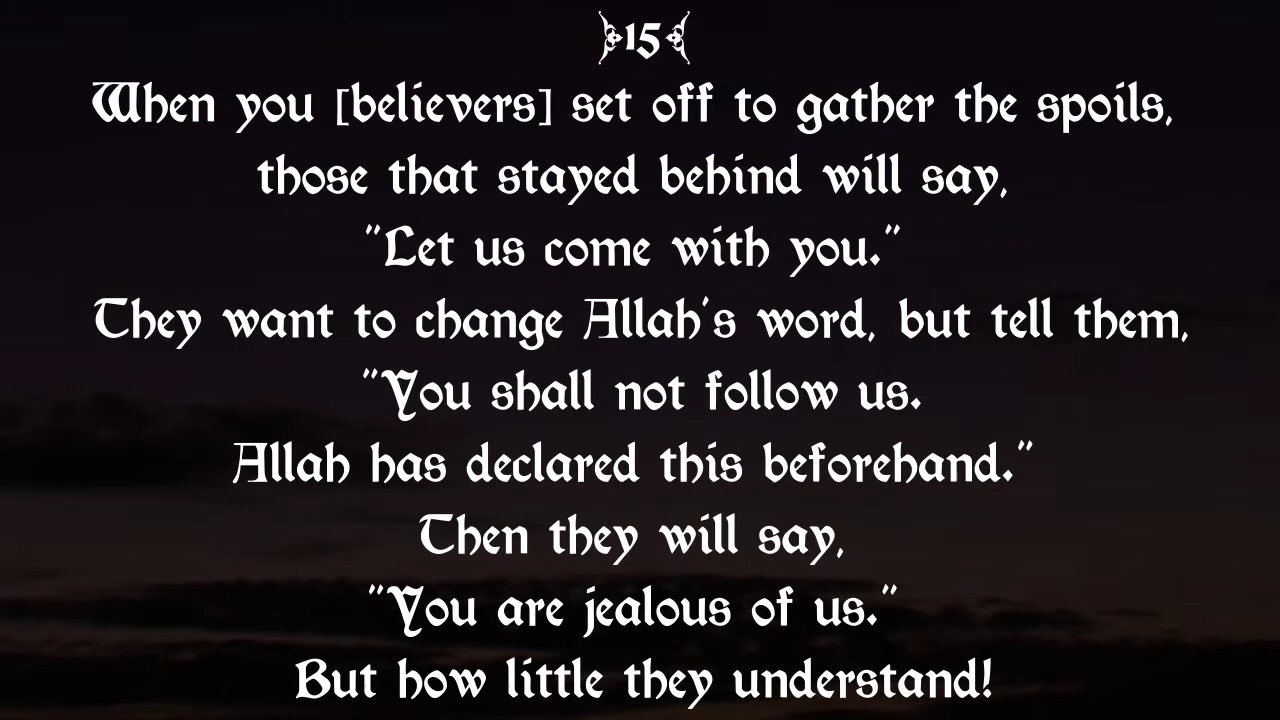 15
When you [believers] set off to gather the spoils,
those that stayed behind will say,
"Let us come with you."
They want to change Allah's word, but tell them,
"You shall not follow us.
Allah has declared this beforehand."
Then they will say,
"You are jealous of us."
But how little they understand!